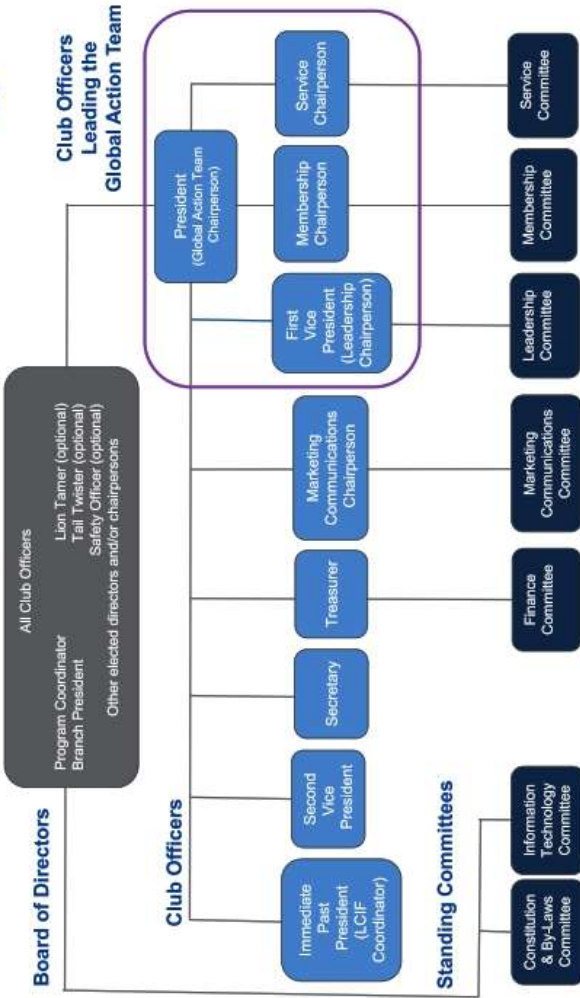 Board of Directors
All Club Officers
Program Coordinator
Lion Tamer (optional)
Branch President
Tail Twister (optional)
Safety Officer (optional)
Other elected directors and/or chairpersons
Club Officers
Leading the
Global Action Team
President
(Global Action Team
Chairperson)
Club Officers
Immediate
Past
President
(LCIF
Coordinator)
Second
Vice
President
Secretary
Treasurer
Marketing
Communications
Chairperson
First
Vice
President
(Leadership
Chairperson)
Membership
Chairperson
Service
Chairperson
Standing Committees
Constitution
& By-Laws
Committee
Information
Technology
Committee
Finance
Committee
Marketing
Communications
Committee
Leadership
Committee
Membership
Committee
Service
Committee